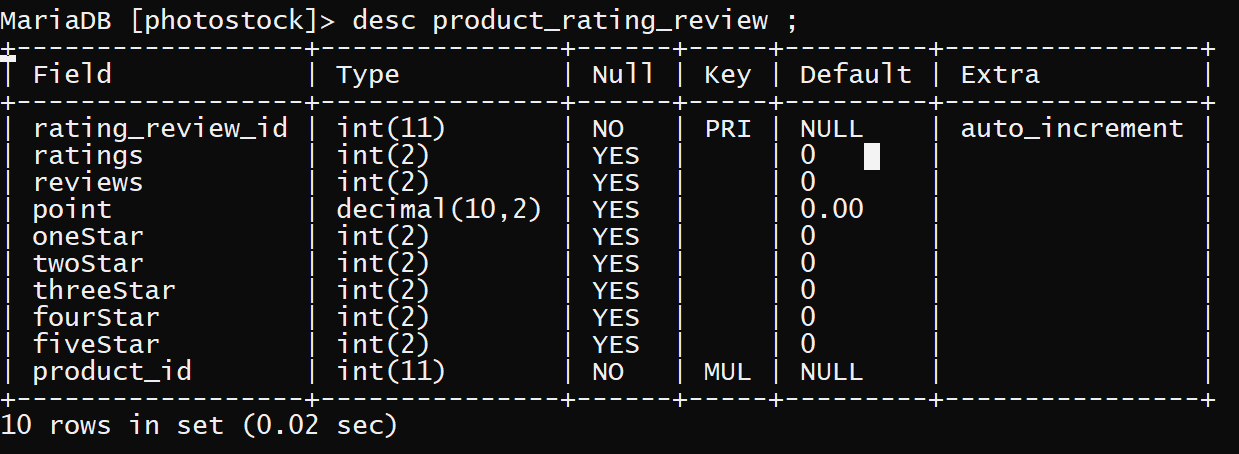 MariaDB [photostock]> desc product_rating_review ;
+------------------+---------------+------+-----+---------+----------------+
| Field            | Type          | Null | Key | Default | Extra          |
+------------------+---------------+------+-----+---------+----------------+
| rating_review_id | int(11)       | NO   | PRI | NULL    | auto_increment |
| ratings          | int(2)        | YES  |     | 0       |                |
| reviews          | int(2)        | YES  |     | 0       |                |
| point            | decimal(10,2) | YES  |     | 0.00    |                |
| oneStar          | int(2)        | YES  |     | 0       |                |
| twoStar          | int(2)        | YES  |     | 0       |                |
| threeStar        | int(2)        | YES  |     | 0       |                |
| fourStar         | int(2)        | YES  |     | 0       |                |
| fiveStar         | int(2)        | YES  |     | 0       |                |
| product_id       | int(11)       | NO   | MUL | NULL    |                |
+------------------+---------------+------+-----+---------+----------------+
10 rows in set (0.02 sec)